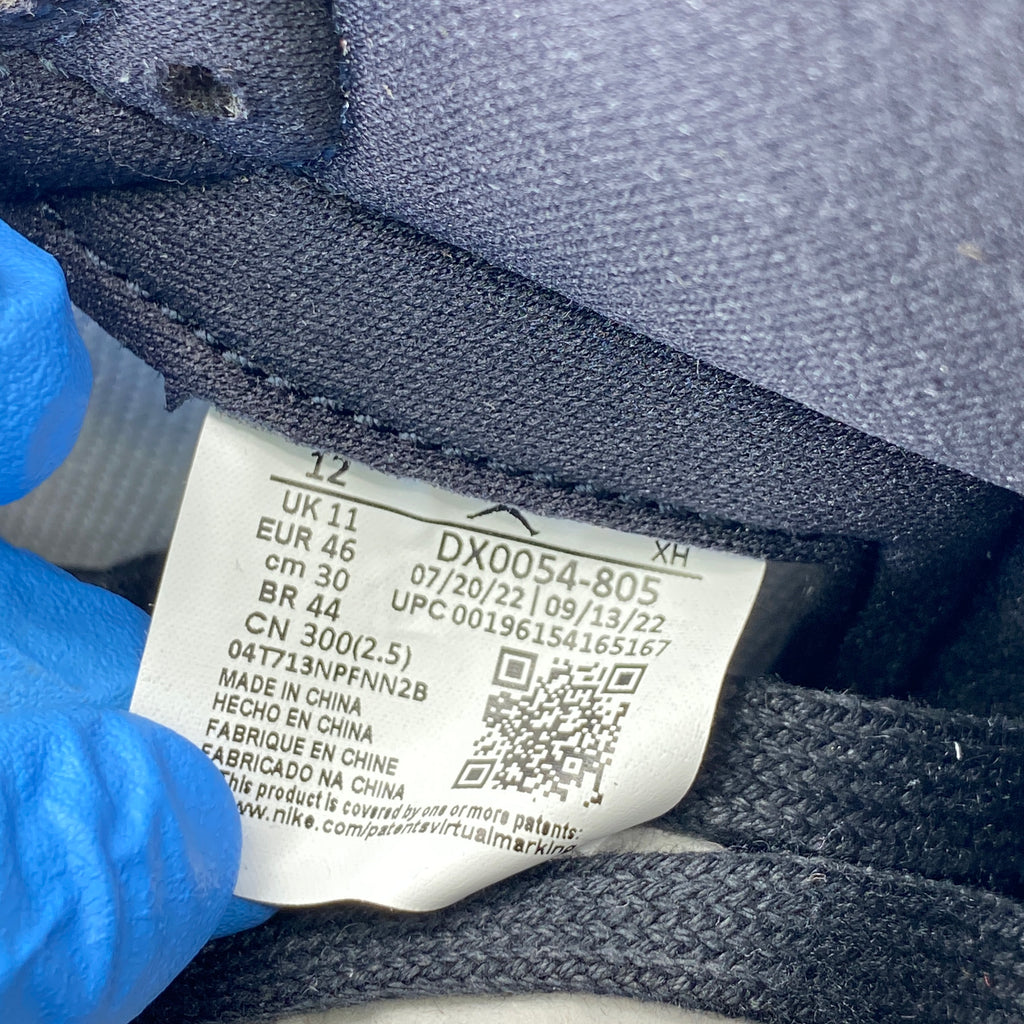 12
UK 11
EUR 46
cm 30
BR 44
CN 300(2.5)
04T713NPFNN2B
MADE IN CHINA
HECHO EN CHINA
FABRIQUE EN CHINE
FABRICADO NA CHINA
This product is covered by one or more patents:
www.nike.com/patentsvirtualmarking
XH
DX0054-805
07/20/22 | 09/13/22
UPC 00196154165167